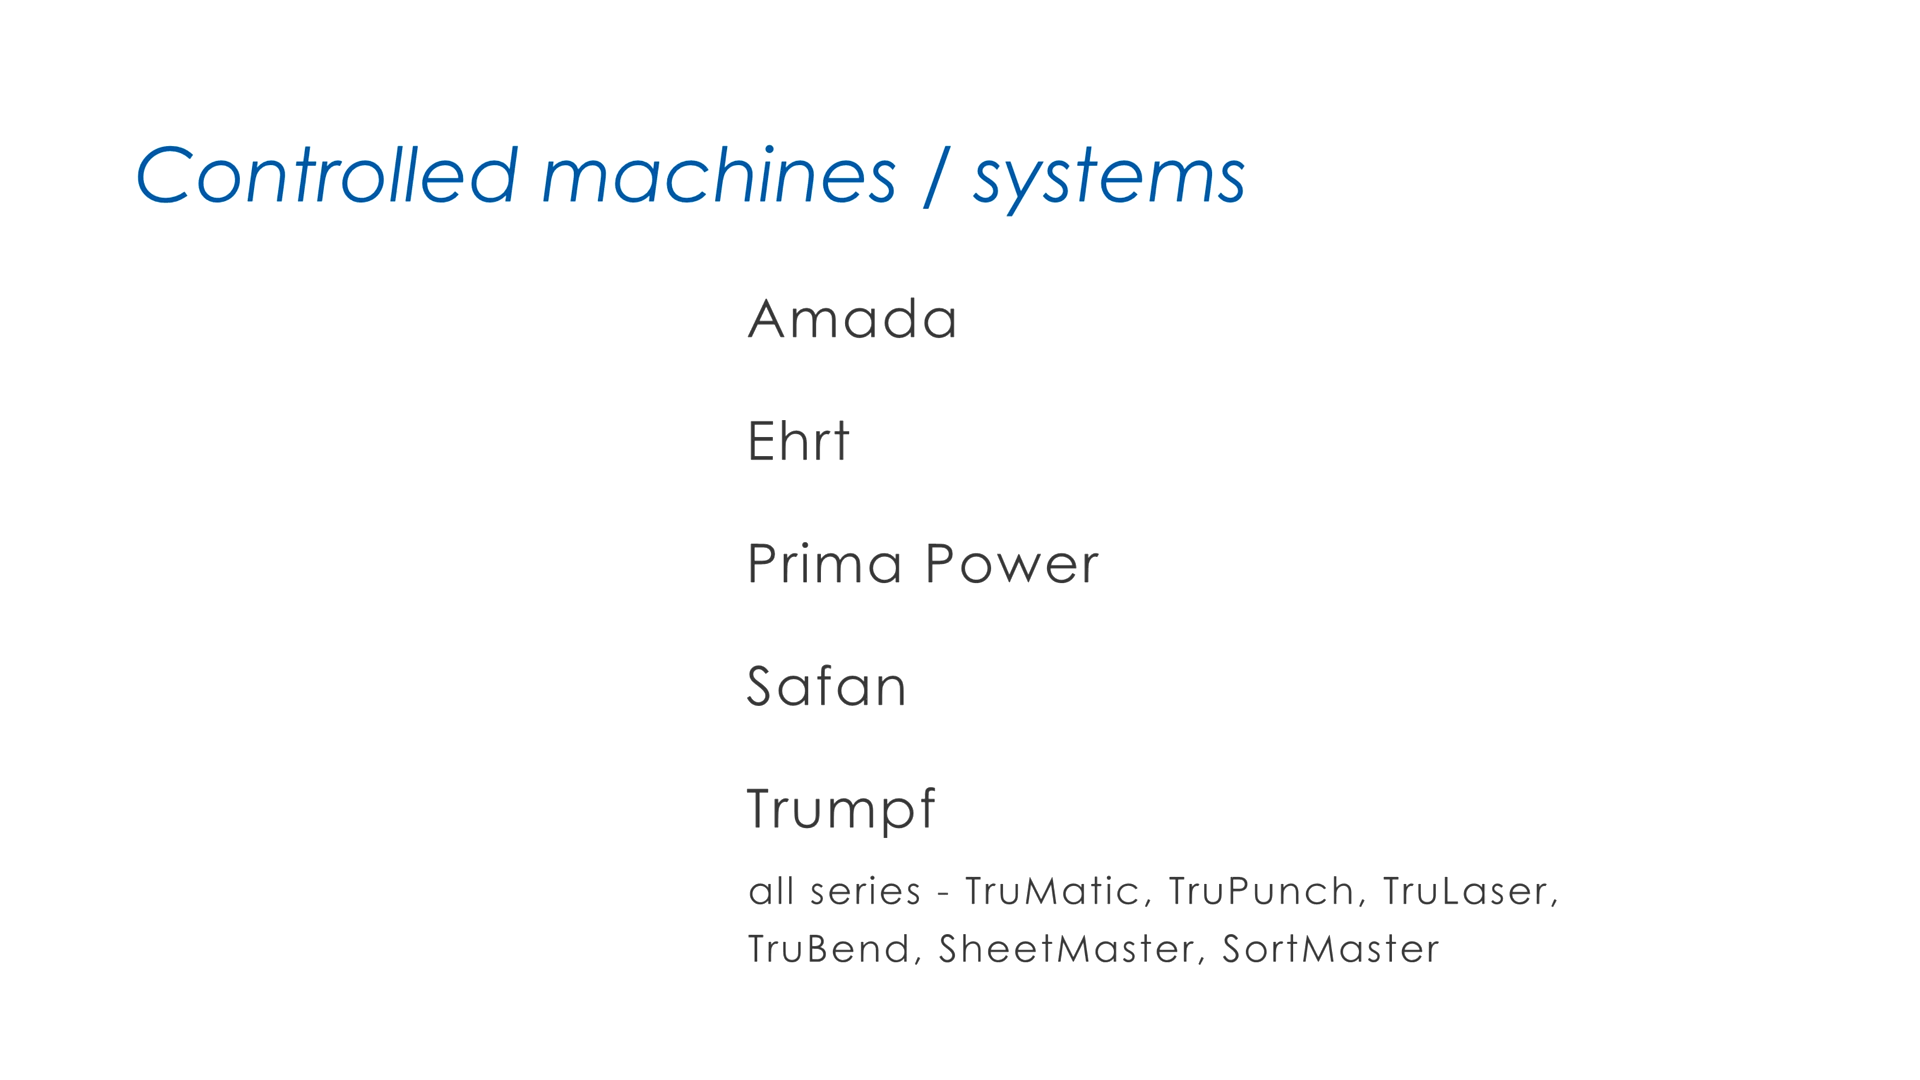 Controlled machines / systems
Amada
Ehrt
Prima Power
Safan
Trumpf
all series - TruMatic, TruPunch, TruLaser,
TruBend, SheetMaster, SortMaster